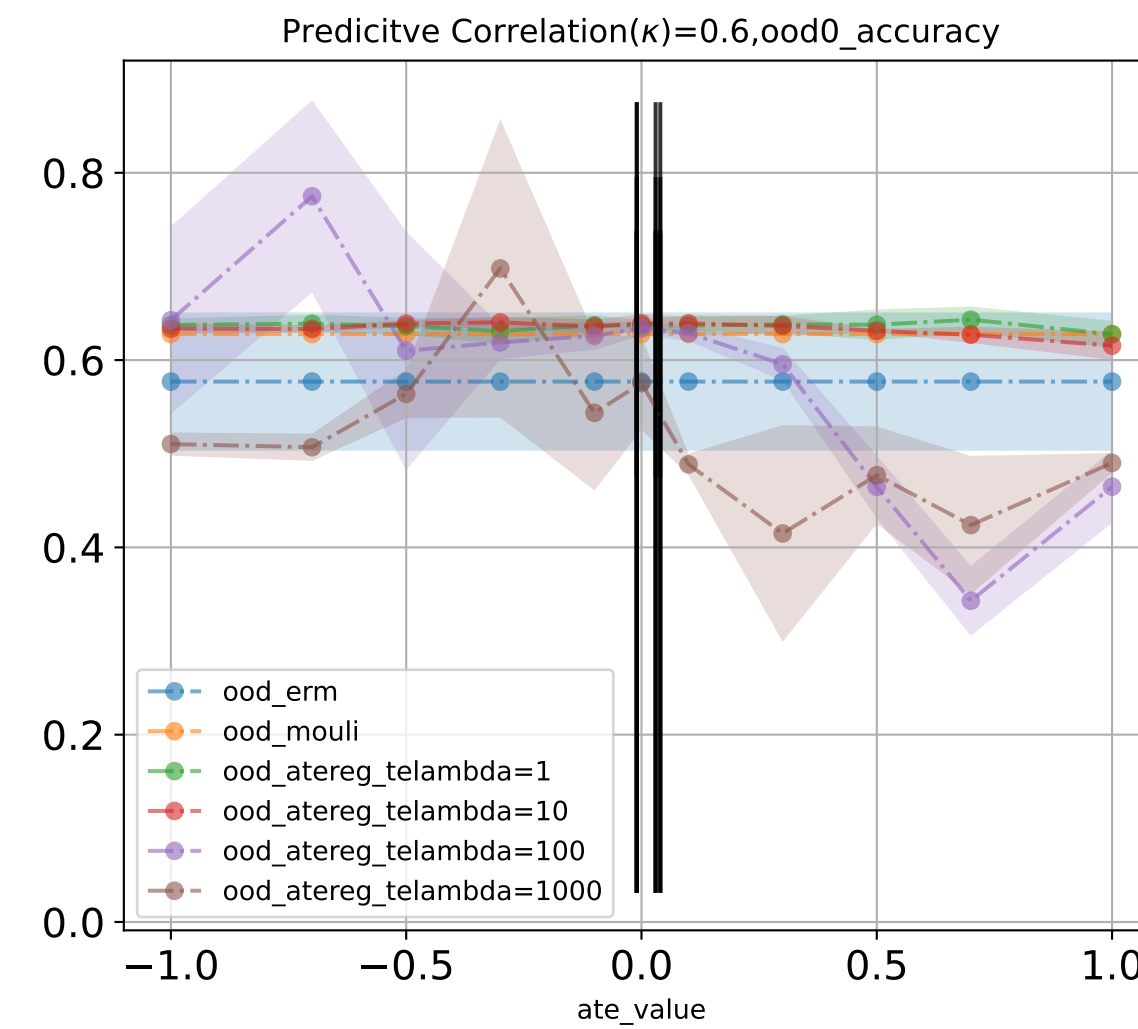 Predicitve Correlation(κ)=0.6,ood0_accuracy
0.8
0.6
0.4
0.2
0.0
ood_erm
ood_mouli
ood_atereg_telambda=1
ood_atereg_telambda=10
ood_atereg_telambda=100
ood_atereg_telambda=1000
−1.0 −0.5 0.0 0.5 1.0
ate_value